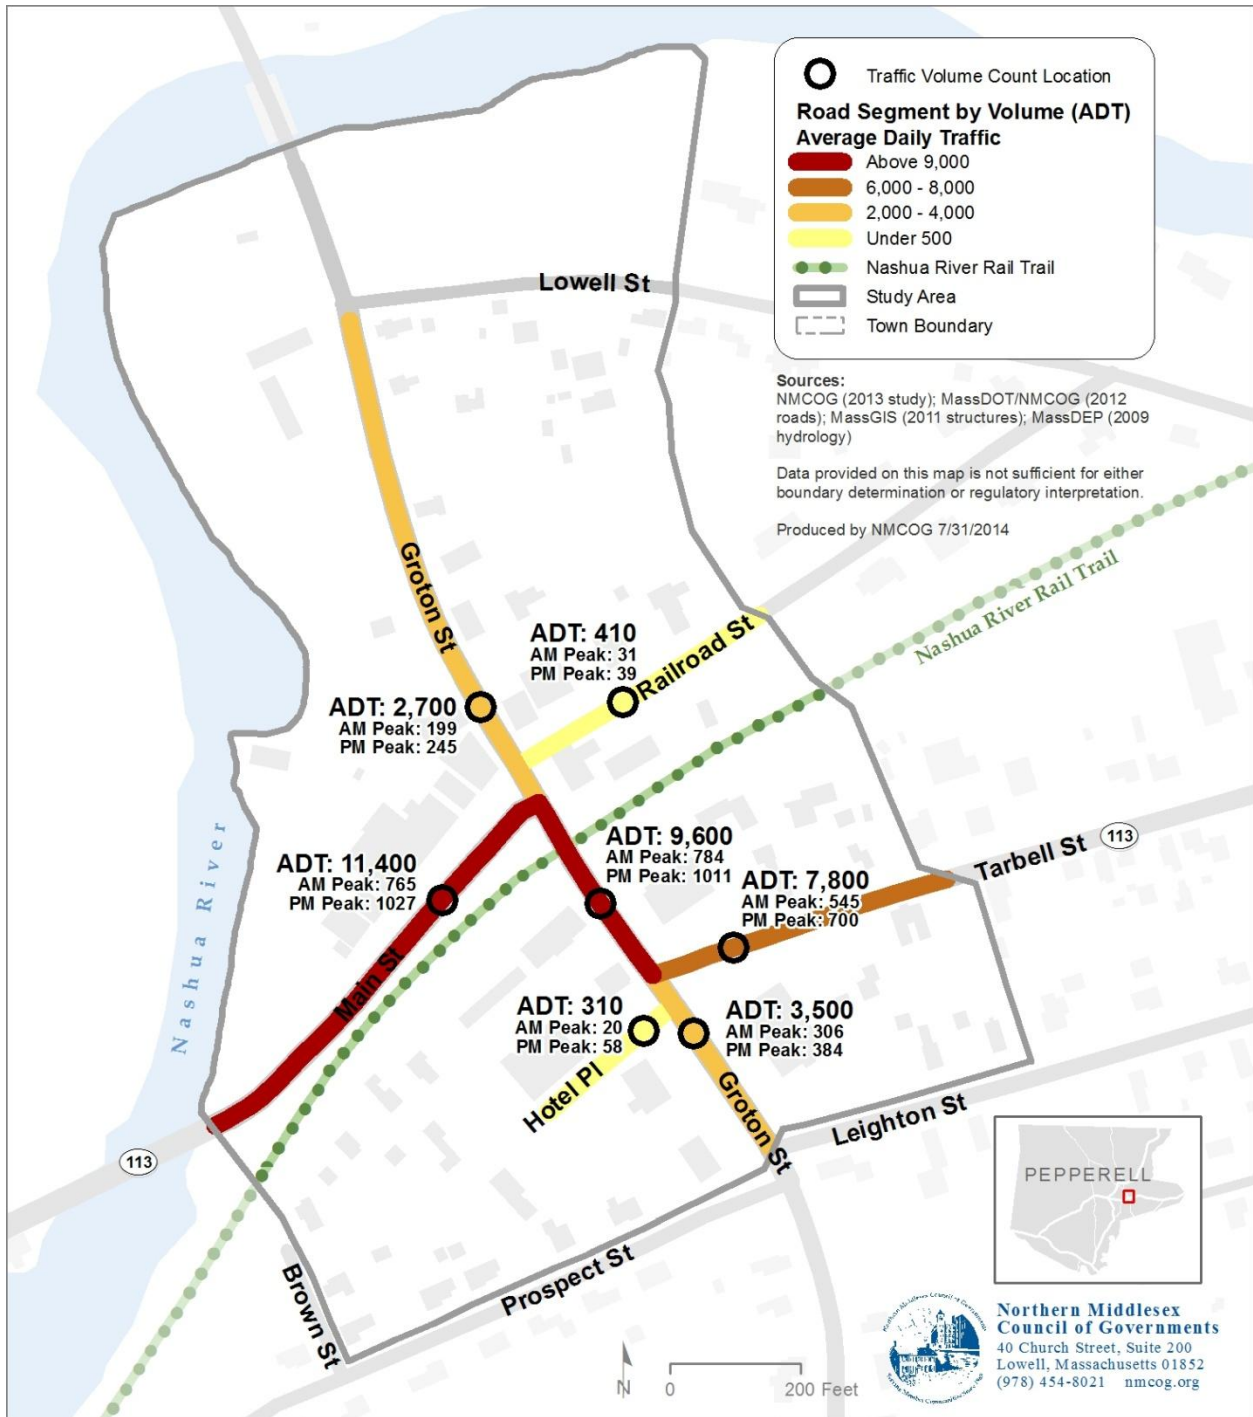 Traffic Volume Count Location
Road Segment by Volume (ADT)
Average Daily Traffic
Above 9,000
6,000 - 8,000
2,000 - 4,000
Under 500
Nashua River Rail Trail
Study Area
Town Boundary
Sources:
NMCOG (2013 study); MassDOT/NMCOG (2012
roads); MassGIS (2011 structures); MassDEP (2009
hydrology)
Data provided on this map is not sufficient for either
boundary determination or regulatory interpretation.
Produced by NMCOG 7/31/2014
Lowell St
Groton St
Railroad St
Nashua River Rail Trail
ADT: 410
AM Peak: 31
PM Peak: 39
ADT: 2,700
AM Peak: 199
PM Peak: 245
ADT: 9,600
AM Peak: 784
PM Peak: 1011
ADT: 11,400
AM Peak: 765
PM Peak: 1027
ADT: 7,800
AM Peak: 545
PM Peak: 700
Tarbell St
113
Nashua River
Main St
ADT: 310
AM Peak: 20
PM Peak: 58
ADT: 3,500
AM Peak: 306
PM Peak: 384
Hotel Pl
Groton St
Leighton St
113
Brown St
Prospect St
PEPPERELL
N
0 200 Feet
Northern Middlesex
Council of Governments
40 Church Street, Suite 200
Lowell, Massachusetts 01852
(978) 454-8021 nmcog.org